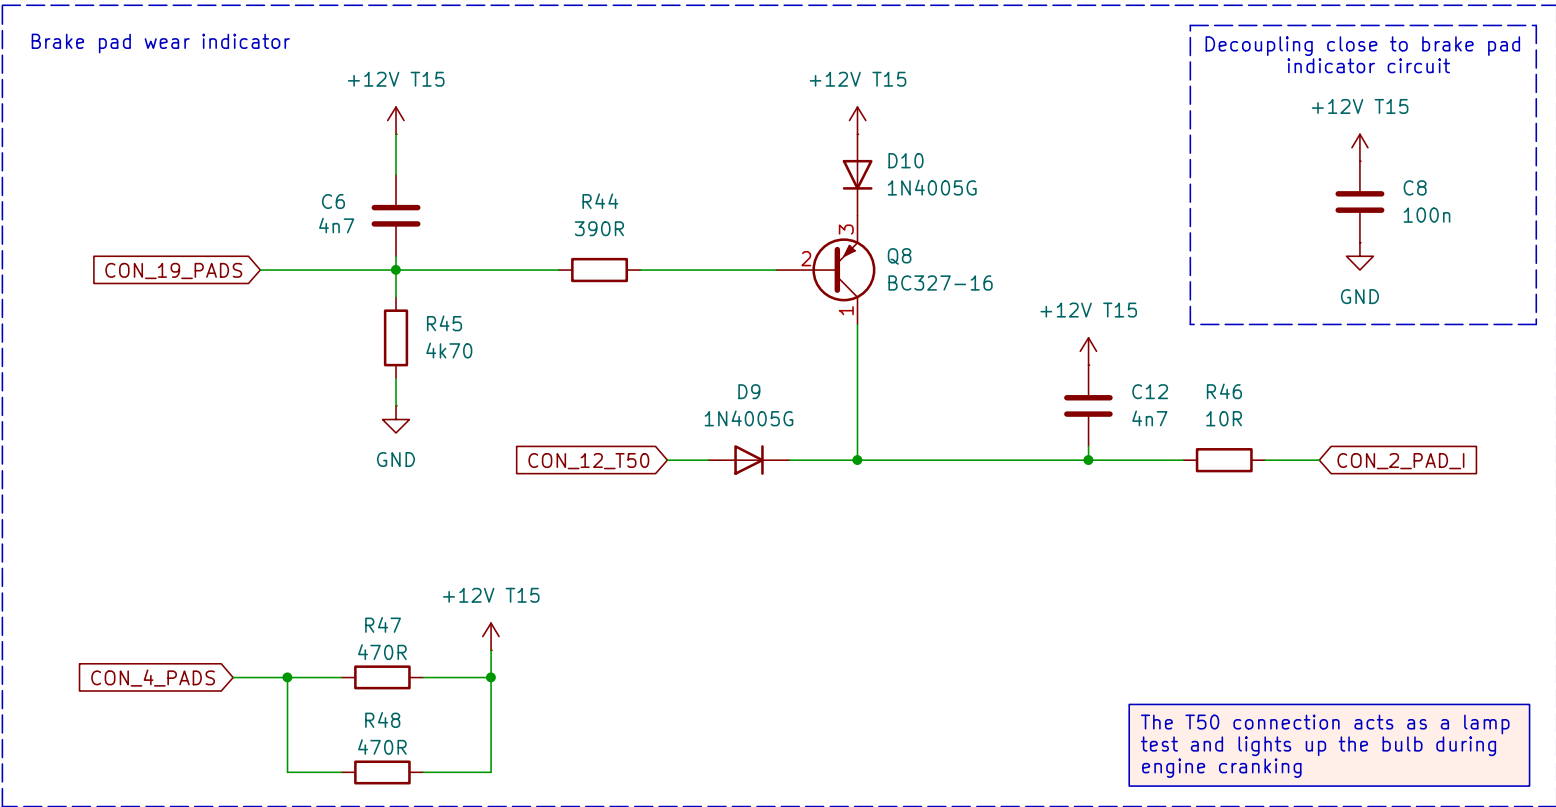 Brake pad wear indicator
Decoupling close to brake pad
indicator circuit
+12V T15
+12V T15
+12V T15
D10
1N4005G
C6
4n7
R44
390R
C8
100n
3
2
1
Q8
BC327-16
CON_19_PADS
GND
+12V T15
R45
4k70
D9
1N4005G
C12
4n7
R46
10R
GND
CON_12_T50
CON_2_PAD_I
+12V T15
R47
470R
CON_4_PADS
R48
470R
The T50 connection acts as a lamp
test and lights up the bulb during
engine cranking